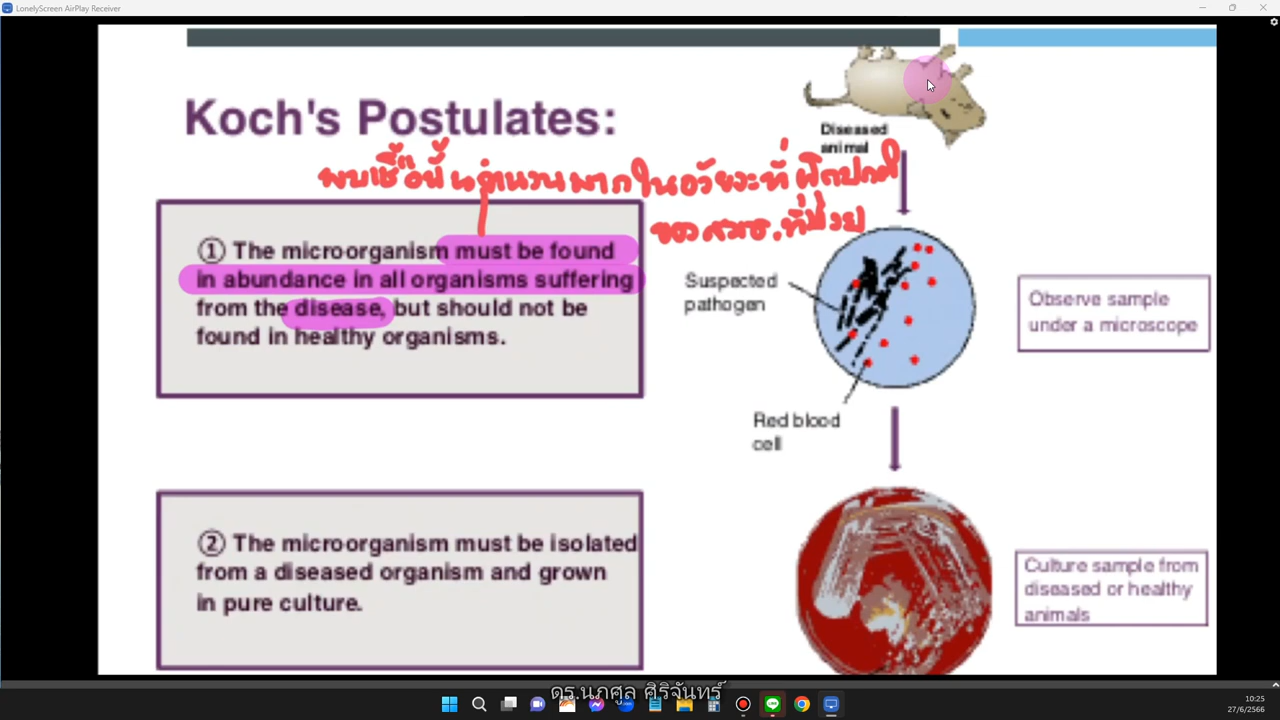 LonelyScreen AirPlay Receiver
Koch's Postulates:
Diseased
animal
พบเชื้อนี้ในจำนวนมากในอวัยวะที่ผิดปกติ
ของ สมช.ที่ป่วย
① The microorganism must be found
in abundance in all organisms suffering
from the disease, but should not be
found in healthy organisms.
Suspected
pathogen
Observe sample
under a microscope
Red blood
cell
② The microorganism must be isolated
from a diseased organism and grown
in pure culture.
Culture sample from
diseased or healthy
animals
ดร.นภศูล ศิริจันทร์
10:25
27/6/2566